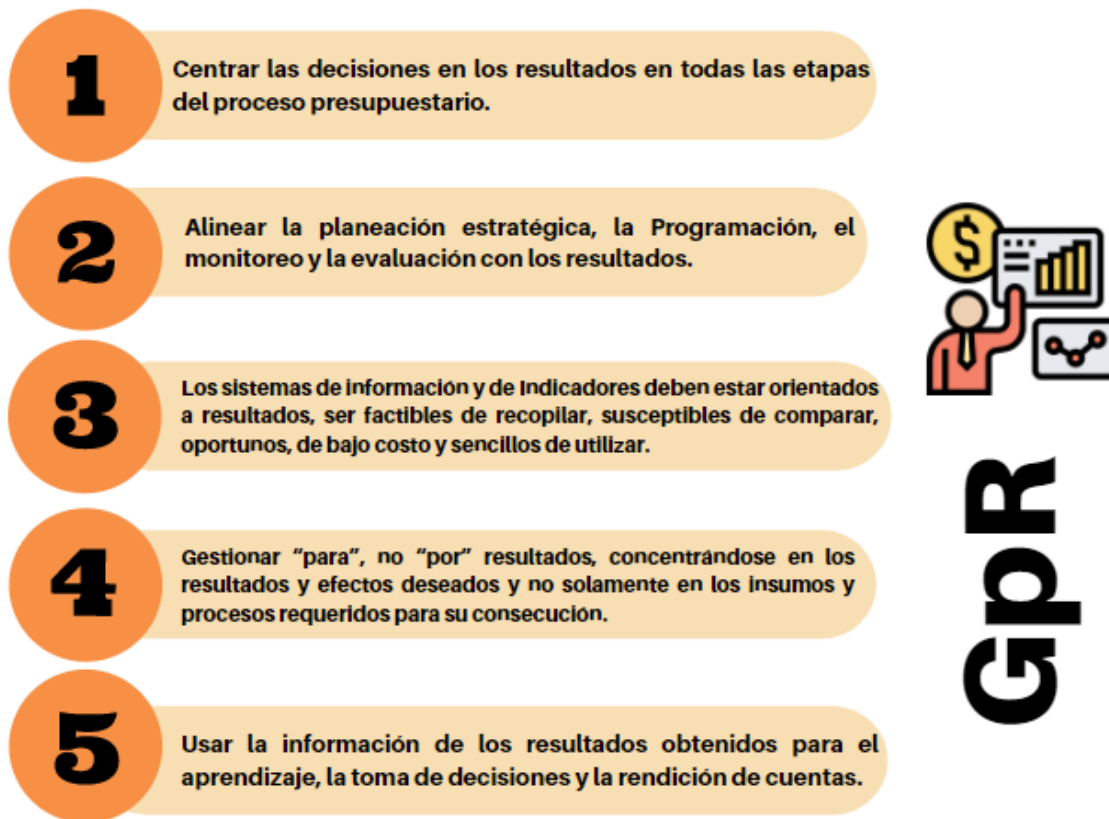 1
Centrar las decisiones en los resultados en todas las etapas
del proceso presupuestario.
2
Alinear la planeación estratégica, la Programación, el
monitoreo y la evaluación con los resultados.
3
Los sistemas de información y de Indicadores deben estar orientados
a resultados, ser factibles de recopilar, susceptibles de comparar,
oportunos, de bajo costo y sencillos de utilizar.
4
Gestionar “para”, no “por” resultados, concentrándose en los
resultados y efectos deseados y no solamente en los insumos y
procesos requeridos para su consecución.
5
Usar la información de los resultados obtenidos para el
aprendizaje, la toma de decisiones y la rendición de cuentas.
$
GpR